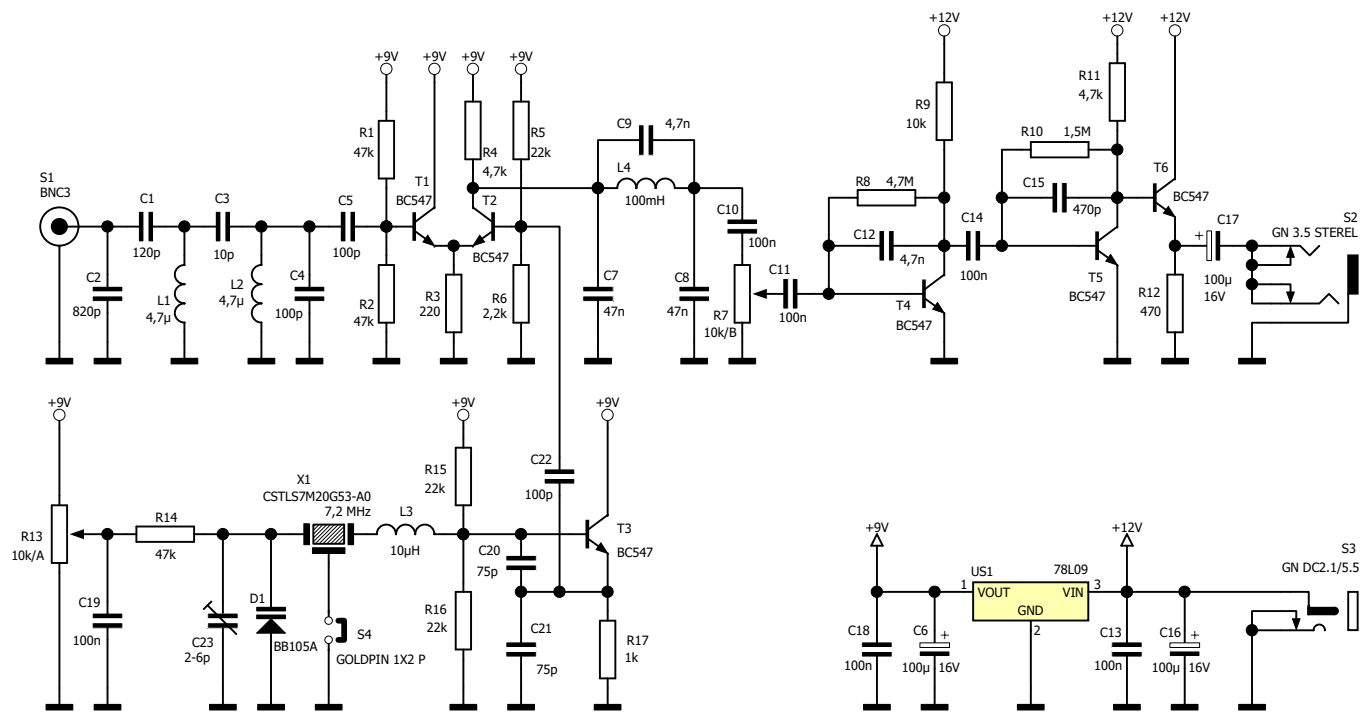 +12V
+12V
+12V
+9V
+9V
+9V
+9V
R11
4,7k
R9
10k
R1
47k
R4
4,7k
R5
22k
C9
4,7n
R10
1,5M
L4
100mH
T6
BC547
S1
BNC3
T1
BC547
T2
BC547
R8
4,7M
C15
470p
C1
120p
C3
10p
C5
100p
C10
100n
C12
4,7n
C14
100n
C17
100µ
16V
+
S2
GN 3.5 STEREL
C2
820p
L1
4,7µ
L2
4,7µ
C4
100p
R2
47k
R3
220
R6
2,2k
C7
47n
C8
47n
R7
10k/B
C11
100n
T4
BC547
T5
BC547
R12
470
+9V
+9V
+9V
R15
22k
C22
100p
X1
CSTLS7M20G53-A0
7,2 MHz
R13
10k/A
R14
47k
L3
10µH
C20
75p
T3
BC547
C19
100n
C23
2-6p
D1
BB105A
S4
GOLDPIN 1X2 P
R16
22k
C21
75p
R17
1k
+9V
+12V
S3
GN DC2.1/5.5
US1
78L09
1
VOUT
VIN
3
GND
2
C18
100n
C6
+
100µ
16V
C13
100n
C16
+
100µ
16V